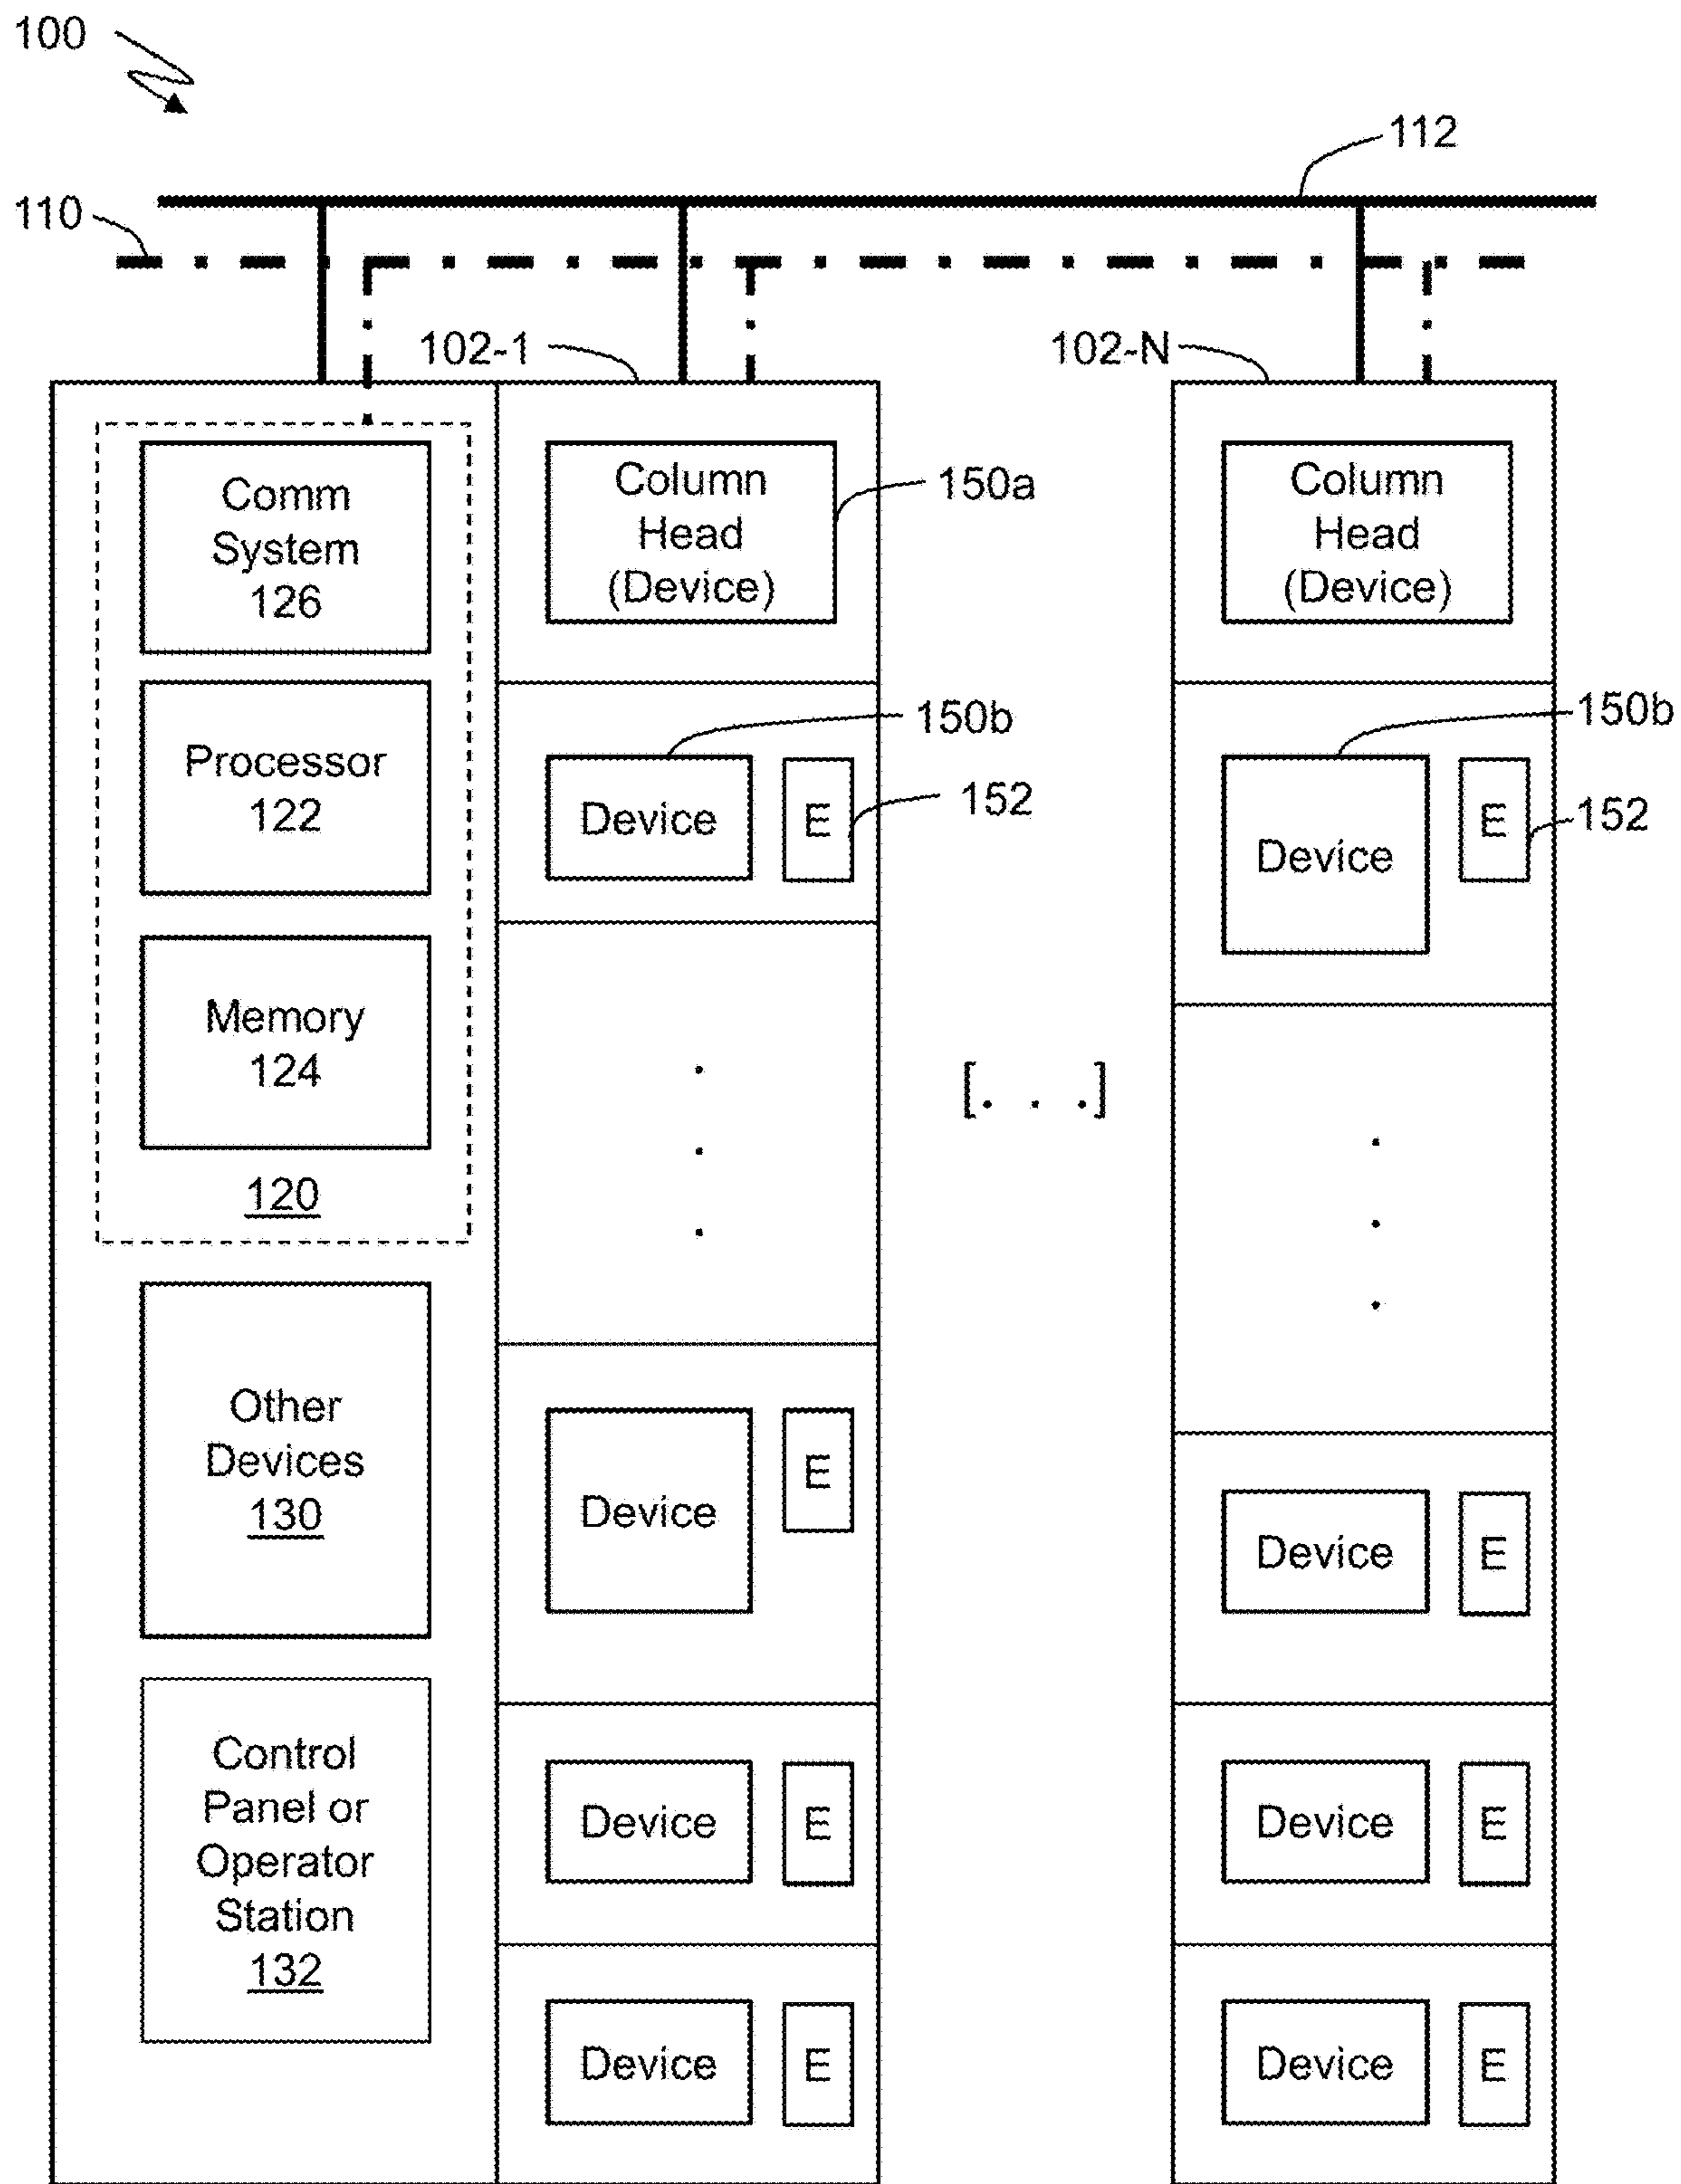 100
112
110
102-1
102-N
Comm
System
126
Processor
122
Memory
124
120
Other
Devices
130
Control
Panel or
Operator
Station
132
Column
Head
(Device)
150a
150b
Device
E
152
.
.
.
Device
E
Device
E
Device
E
[. . .]
Column
Head
(Device)
150b
Device
E
152
.
.
.
Device
E
Device
E
Device
E